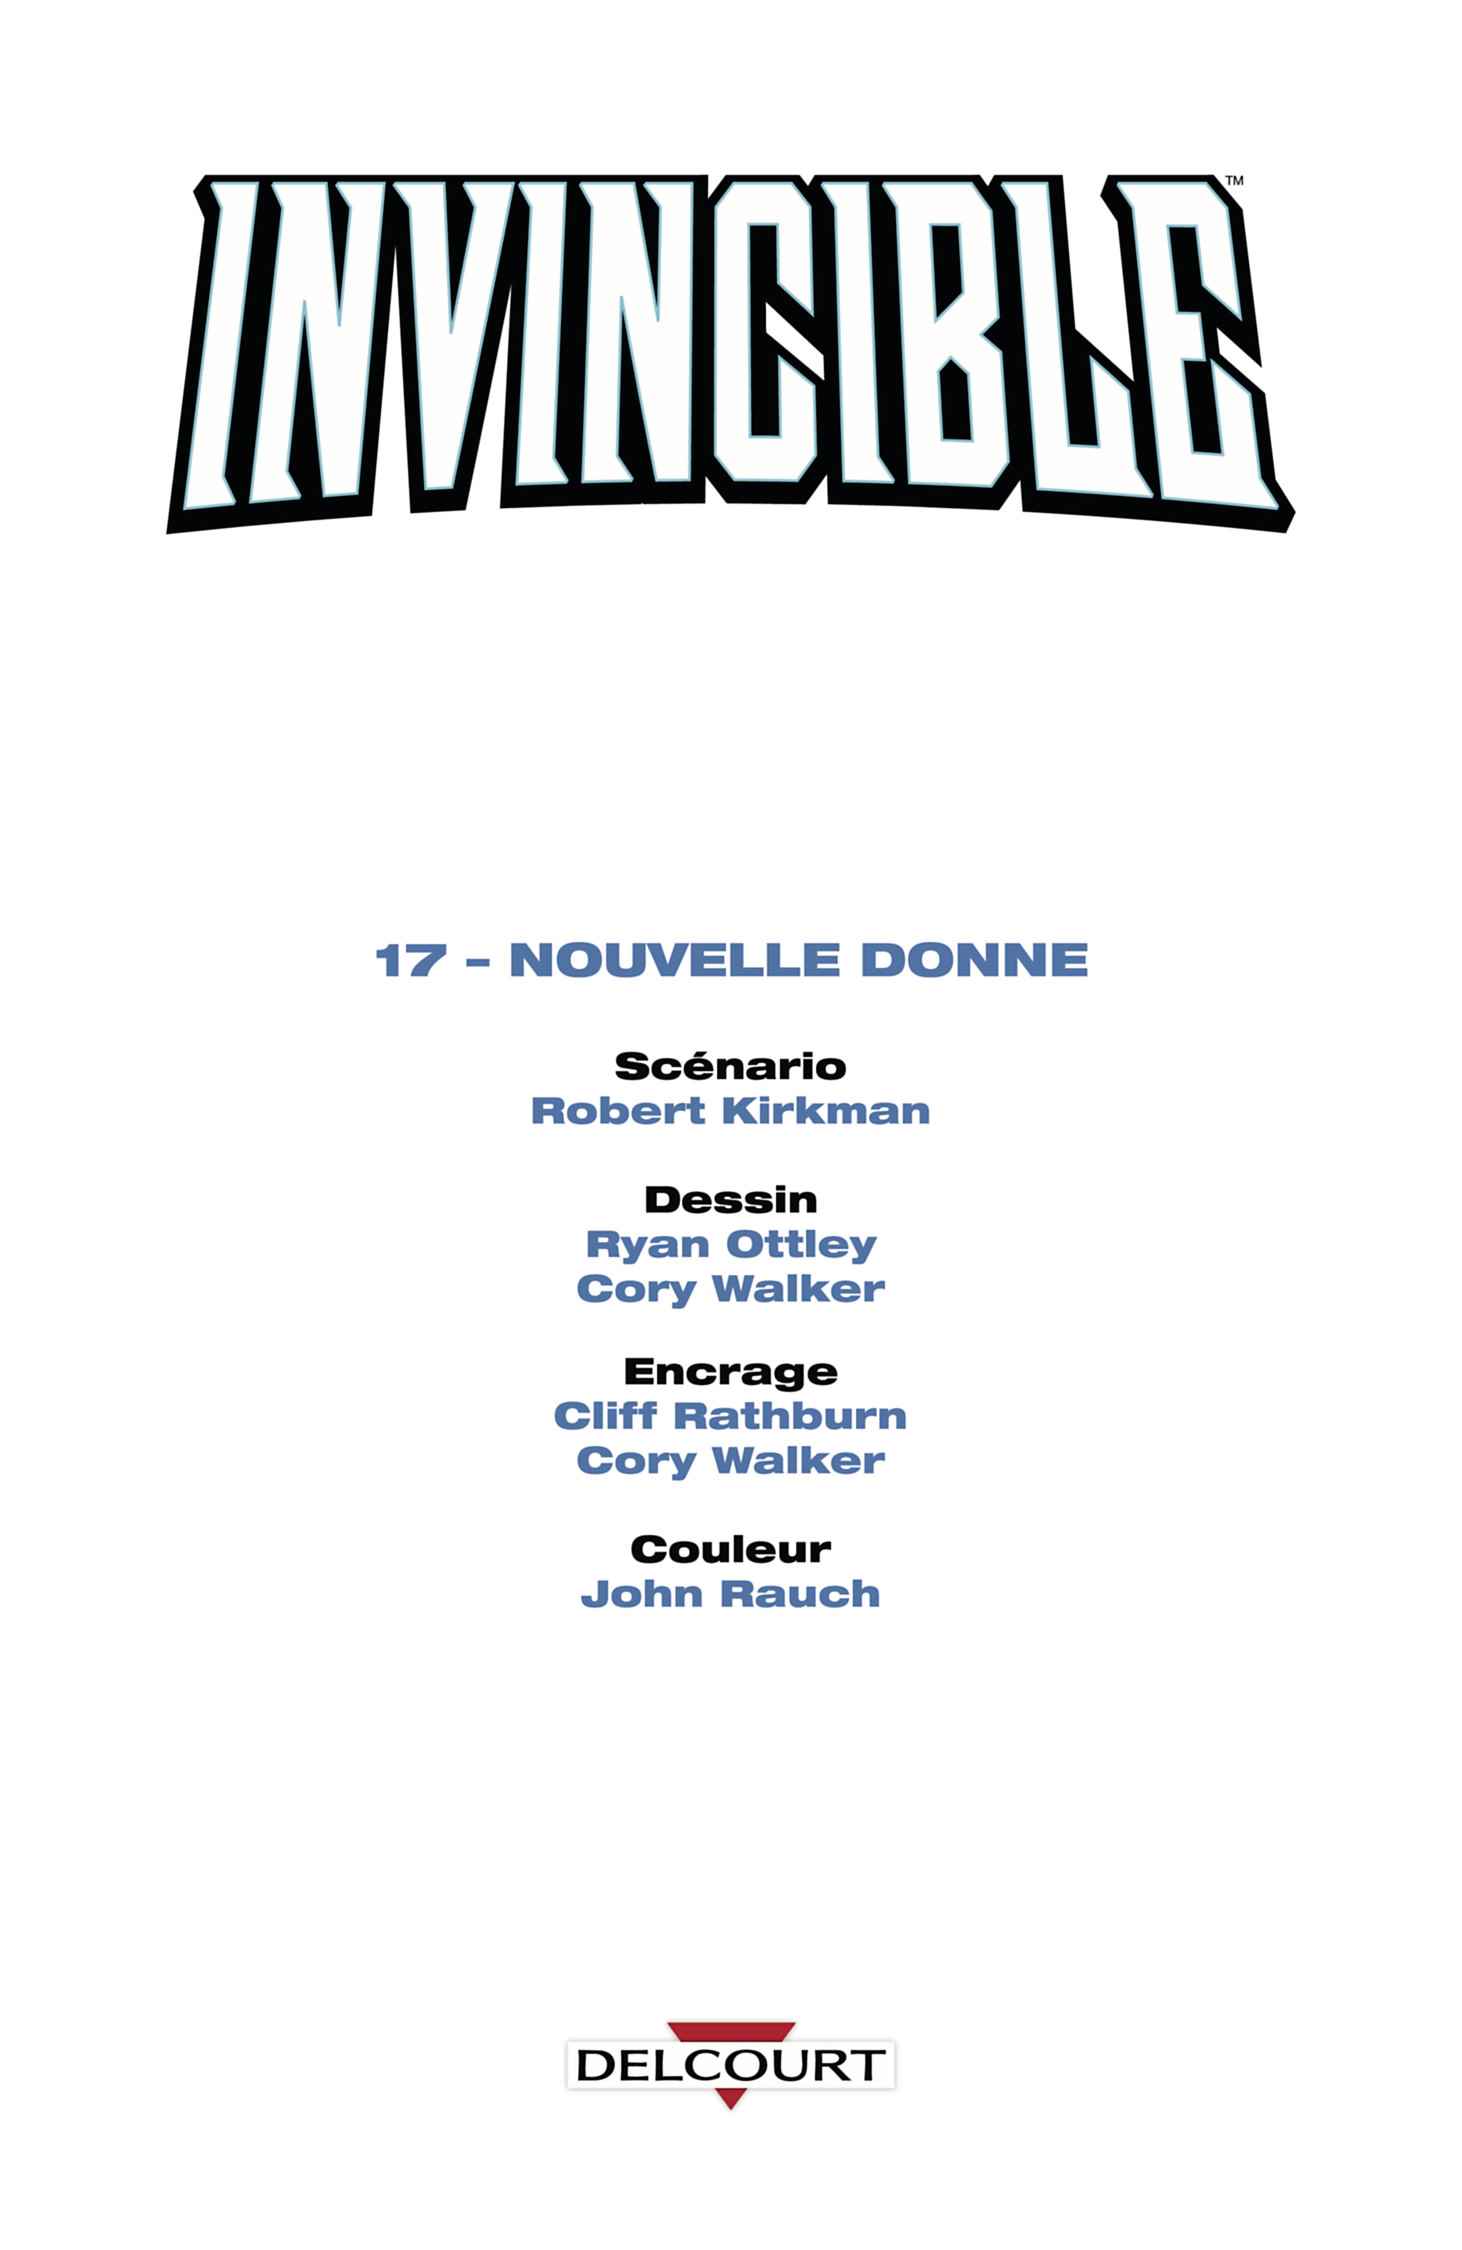 INVINCIBLE™
17 - NOUVELLE DONNE
Scénario
Robert Kirkman
Dessin
Ryan Ottley
Cory Walker
Encrage
Cliff Rathburn
Cory Walker
Couleur
John Rauch
DELCOURT